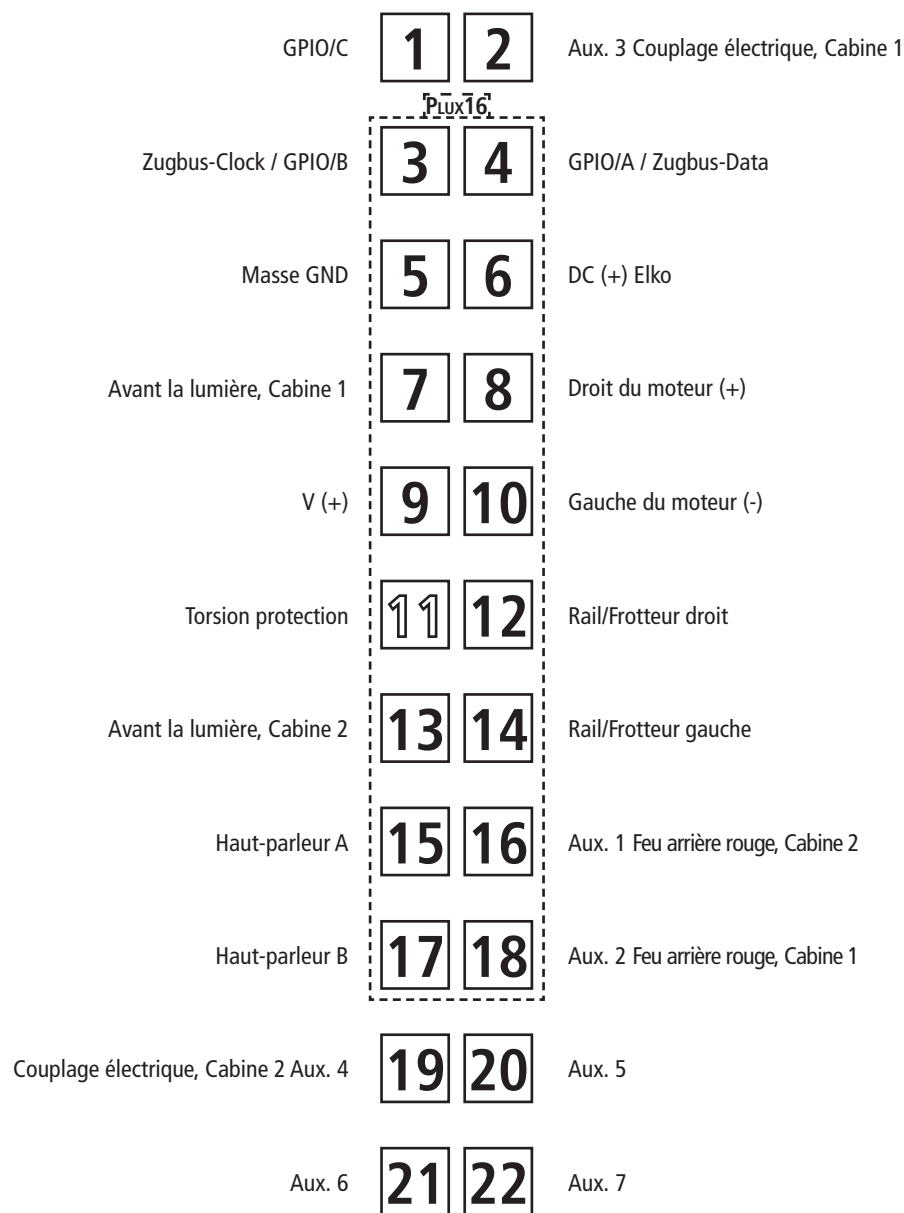 GPIO/C 1 2 Aux. 3 Couplage électrique, Cabine 1
PLUX16
Zugbus-Clock / GPIO/B 3 4 GPIO/A / Zugbus-Data
Masse GND 5 6 DC (+) Elko
Avant la lumière, Cabine 1 7 8 Droit du moteur (+)
V (+) 9 10 Gauche du moteur (-)
Torsion protection 11 12 Rail/Frotteur droit
Avant la lumière, Cabine 2 13 14 Rail/Frotteur gauche
Haut-parleur A 15 16 Aux. 1 Feu arrière rouge, Cabine 2
Haut-parleur B 17 18 Aux. 2 Feu arrière rouge, Cabine 1
Couplage électrique, Cabine 2 Aux. 4 19 20 Aux. 5
Aux. 6 21 22 Aux. 7